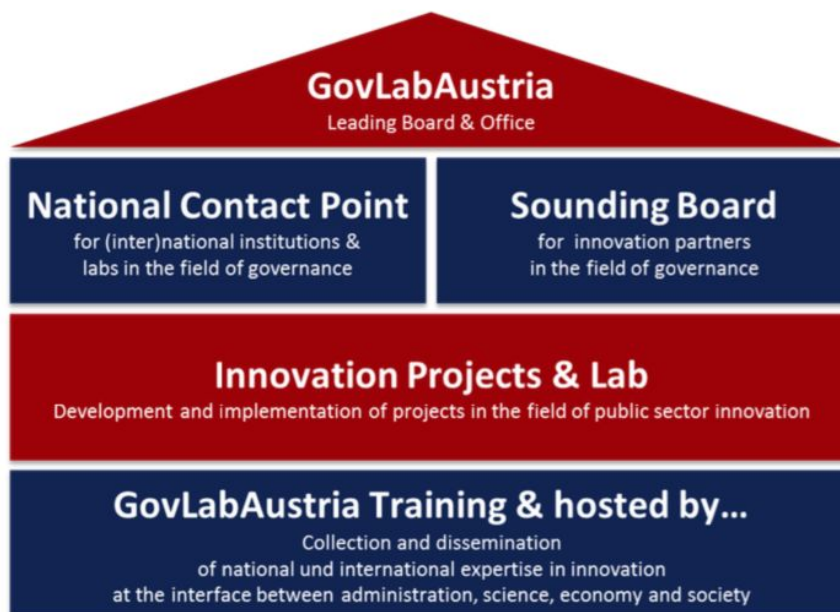 GovLabAustria
Leading Board & Office
National Contact Point
for (inter)national institutions &
labs in the field of governance
Sounding Board
for innovation partners
in the field of governance
Innovation Projects & Lab
Development and implementation of projects in the field of public sector innovation
GovLabAustria Training & hosted by...
Collection and dissemination
of national und international expertise in innovation
at the interface between administration, science, economy and society